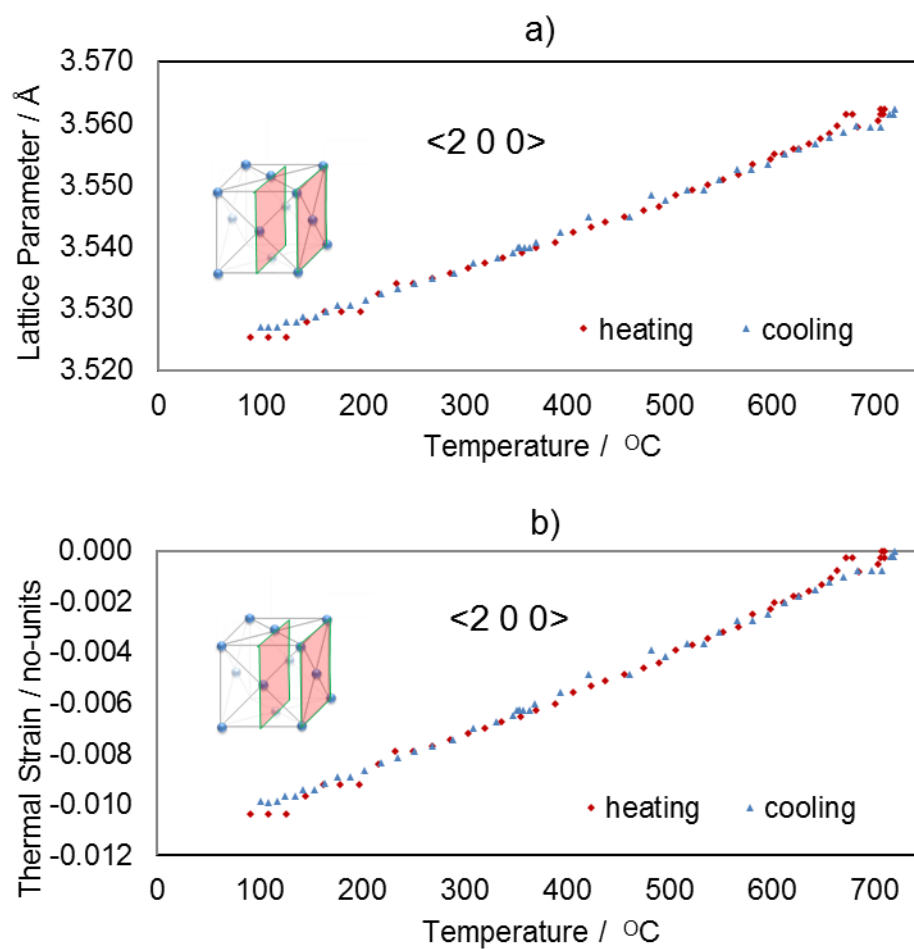 a)
3.570
3.560
3.550
3.540
3.530
3.520
Lattice Parameter / Å
<2 0 0>
heating
cooling
0 100 200 300 400 500 600 700
Temperature / ᴼC
b)
0.000
-0.002
-0.004
-0.006
-0.008
-0.010
-0.012
Thermal Strain / no-units
<2 0 0>
heating
cooling
0 100 200 300 400 500 600 700
Temperature / ᴼC